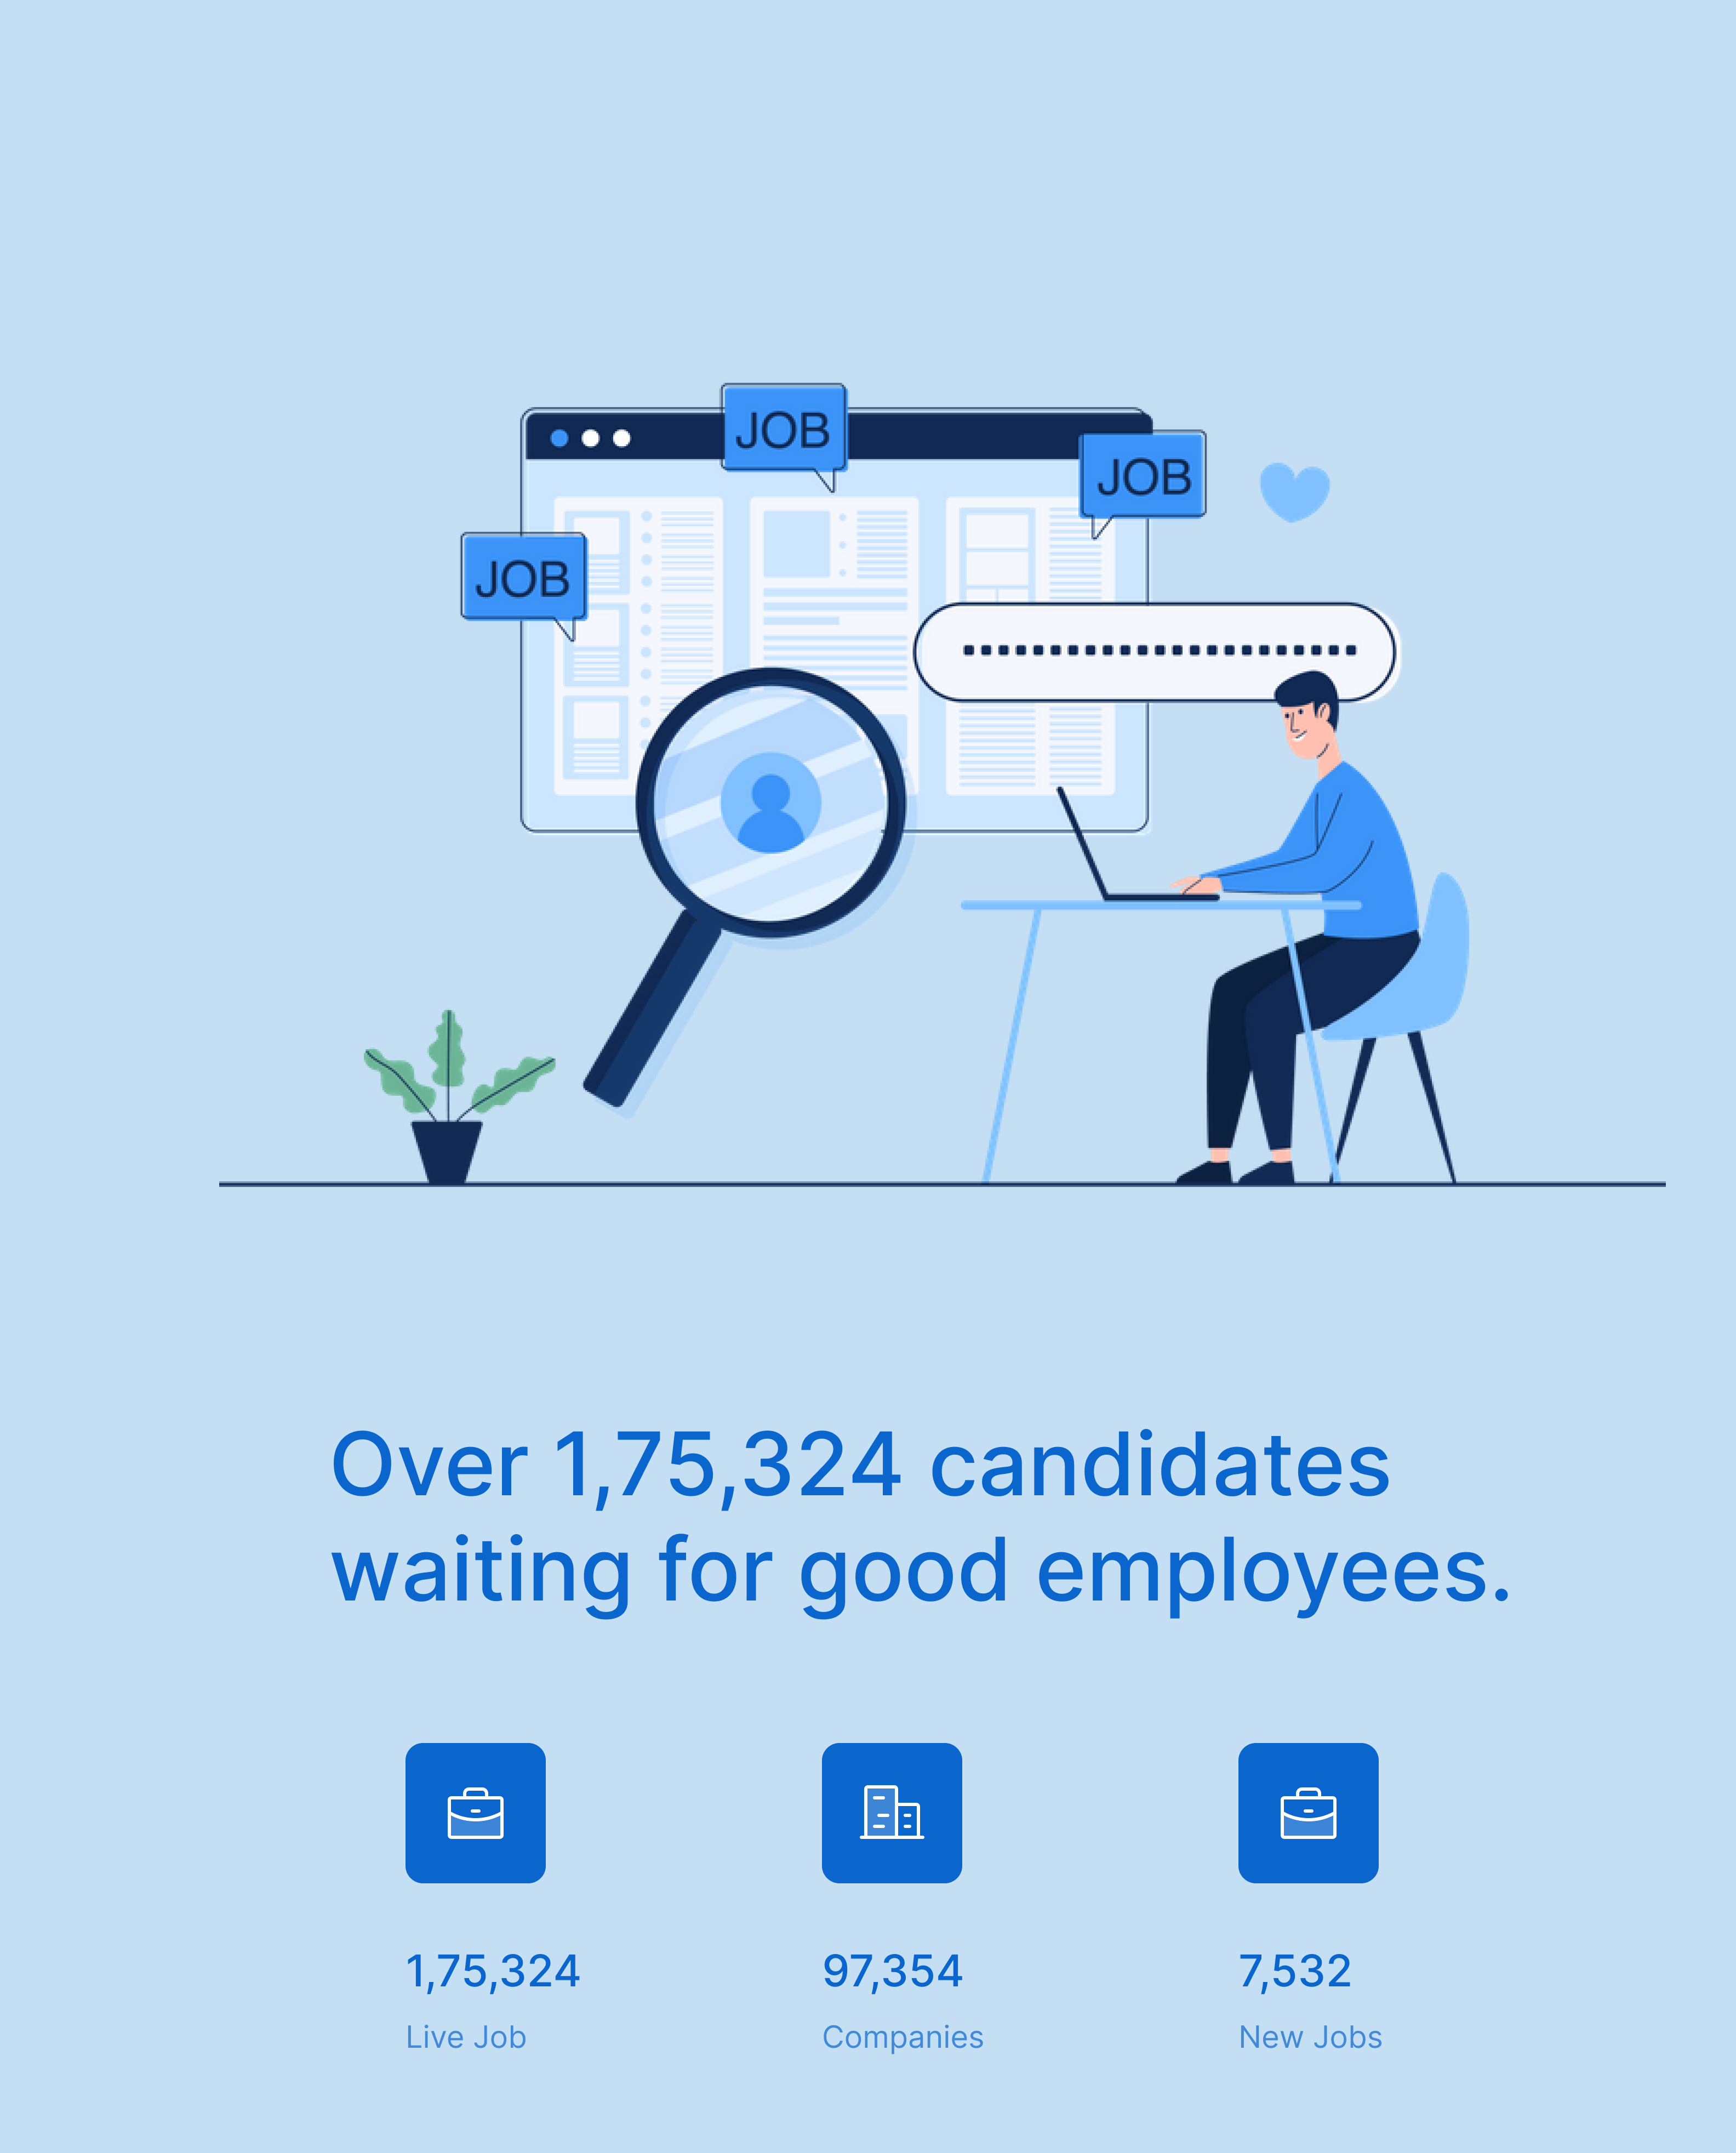 JOB
JOB
JOB
Over 1,75,324 candidates
waiting for good employees.
1,75,324
97,354
7,532
Live Job
Companies
New Jobs